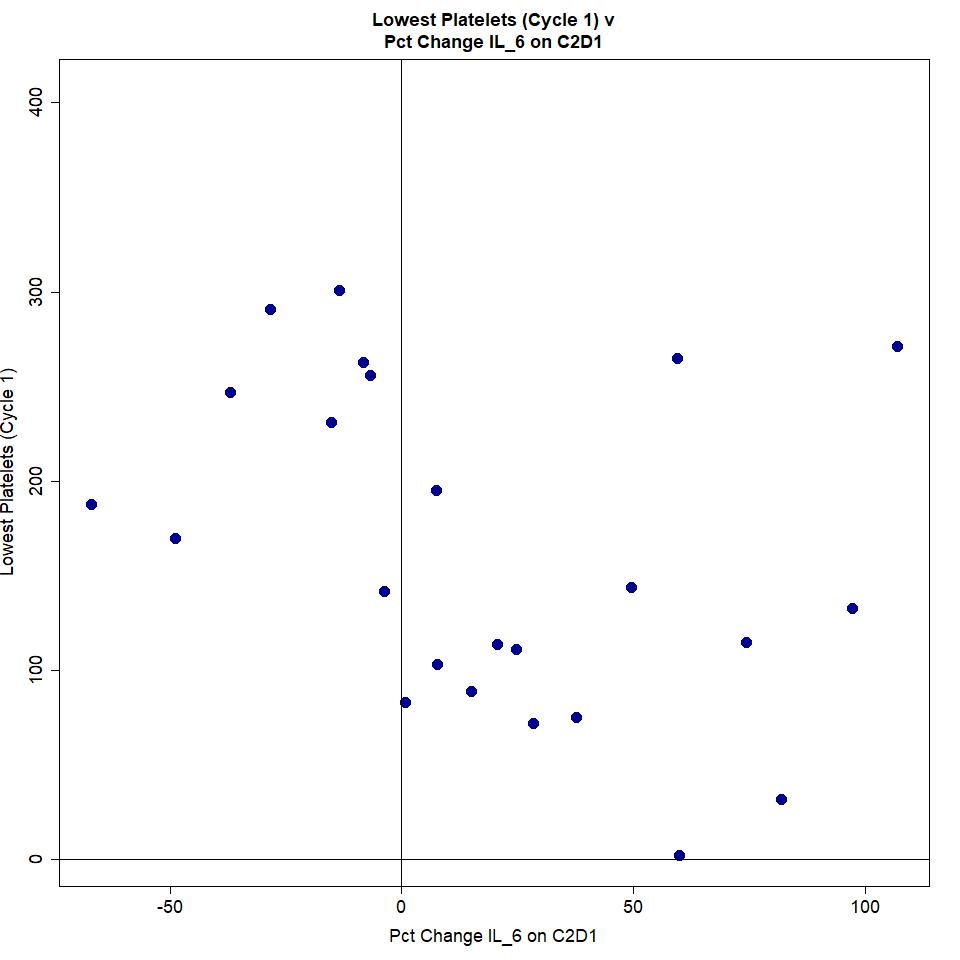 Lowest Platelets (Cycle 1) v
Pct Change IL_6 on C2D1
400
300
200
100
0
Lowest Platelets (Cycle 1)
-50
0
50
100
Pct Change IL_6 on C2D1